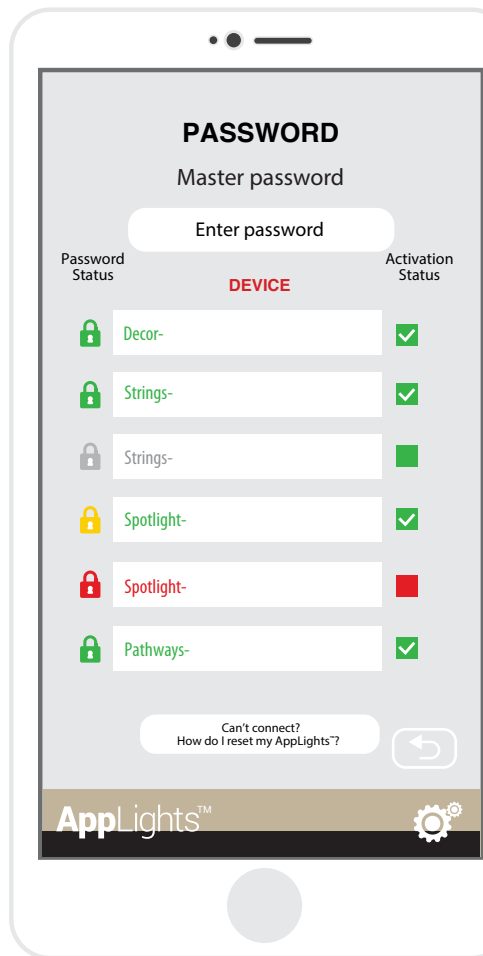 PASSWORD
Master password
Enter password
Password
Status
DEVICE
Activation
Status
Decor-
Strings-
Strings-
Spotlight-
Spotlight-
Pathways-
Can't connect?
How do I reset my AppLights™?
AppLights™